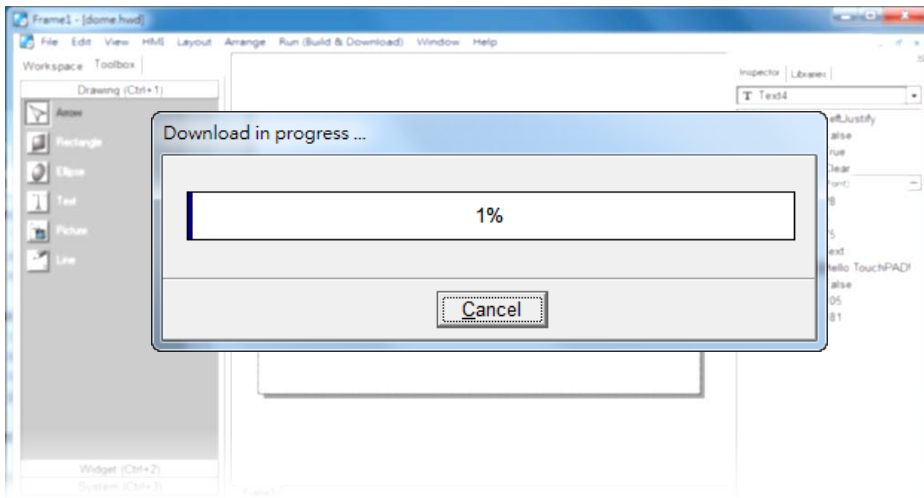 Frame1 - [dome.hwd]
File Edit View HMI Layout Arrange Run (Build & Download) Window Help
Workspace Toolbox
Inspector Libraries
Drawing (Ctrl+1)
T Text4
Arrow
Rectangle
Ellipse
Text
Picture
Line
Download in progress ...
1%
Cancel
eftJustify
alse
rue
Clear
Font)
5
ext
Hello TouchPAD!
alse
05
81
Widget (Ctrl+2)
System (Ctrl+3)
Frame1